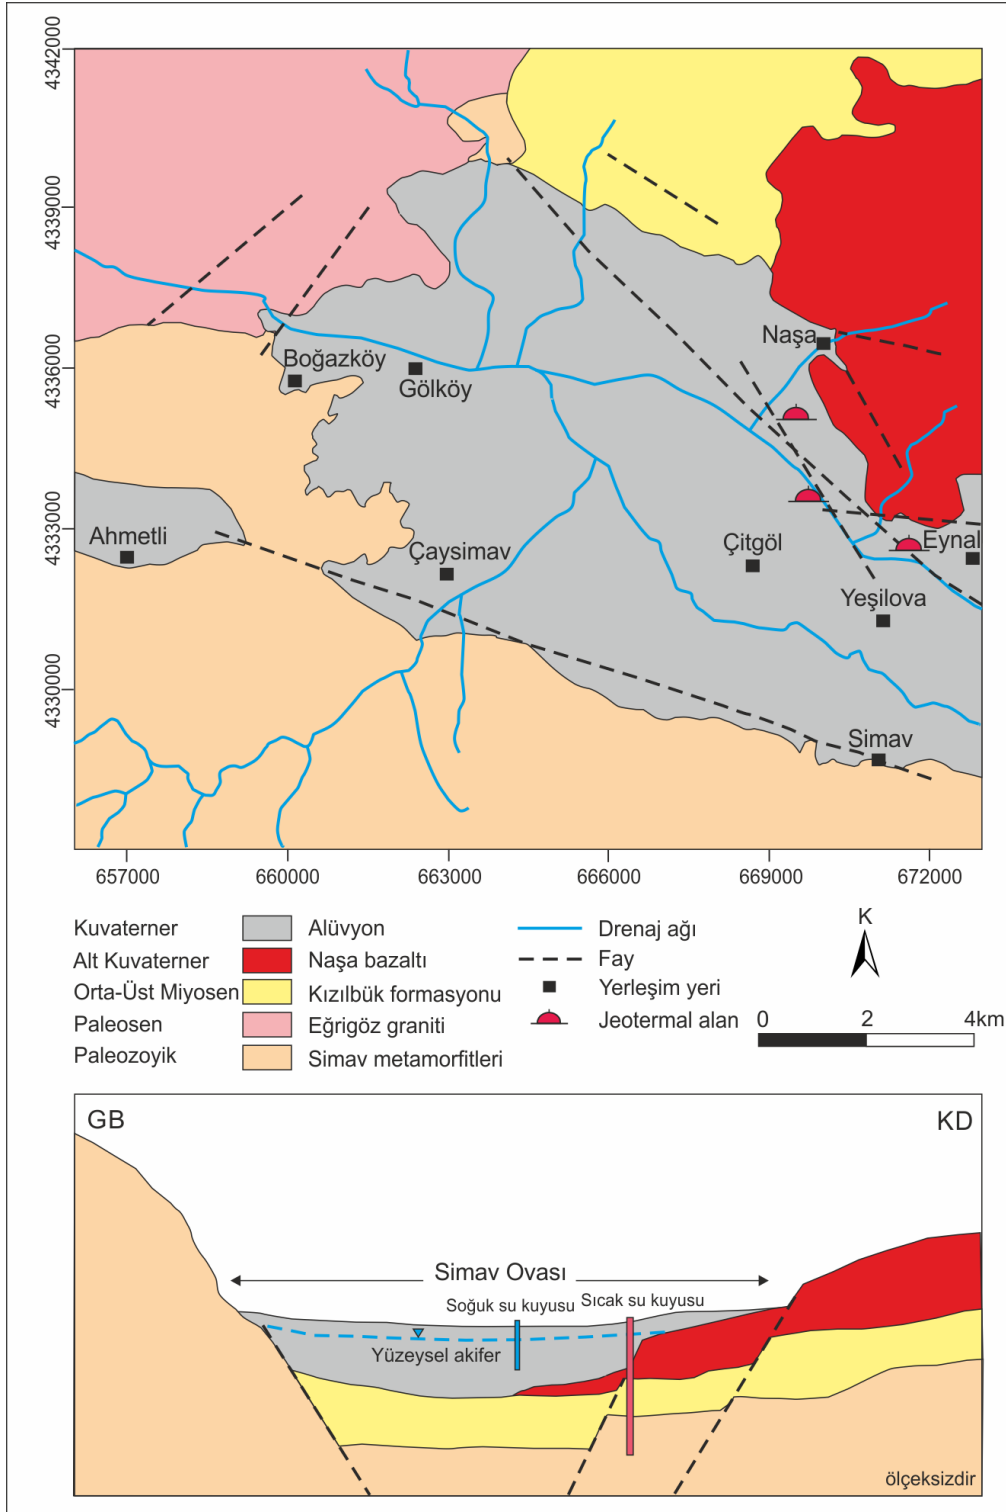 4342000
4339000
4336000
4333000
4330000
Naşa
Boğazköy
Gölköy
Ahmetli
Çaysimav
Çitgöl
Eynal
Yeşilova
Simav
657000
660000
663000
666000
669000
672000
Kuvaterner
Alüvyon
Alt Kuvaterner
Naşa bazaltı
Orta-Üst Miyosen
Kızılbük formasyonu
Paleosen
Eğrigöz graniti
Paleozoyik
Simav metamorfitleri
Drenaj ağı
Fay
Yerleşim yeri
Jeotermal alan
K
0 2 4km
GB
KD
Simav Ovası
Soğuk su kuyusu
Sıcak su kuyusu
Yüzeysel akifer
ölçeksizdir